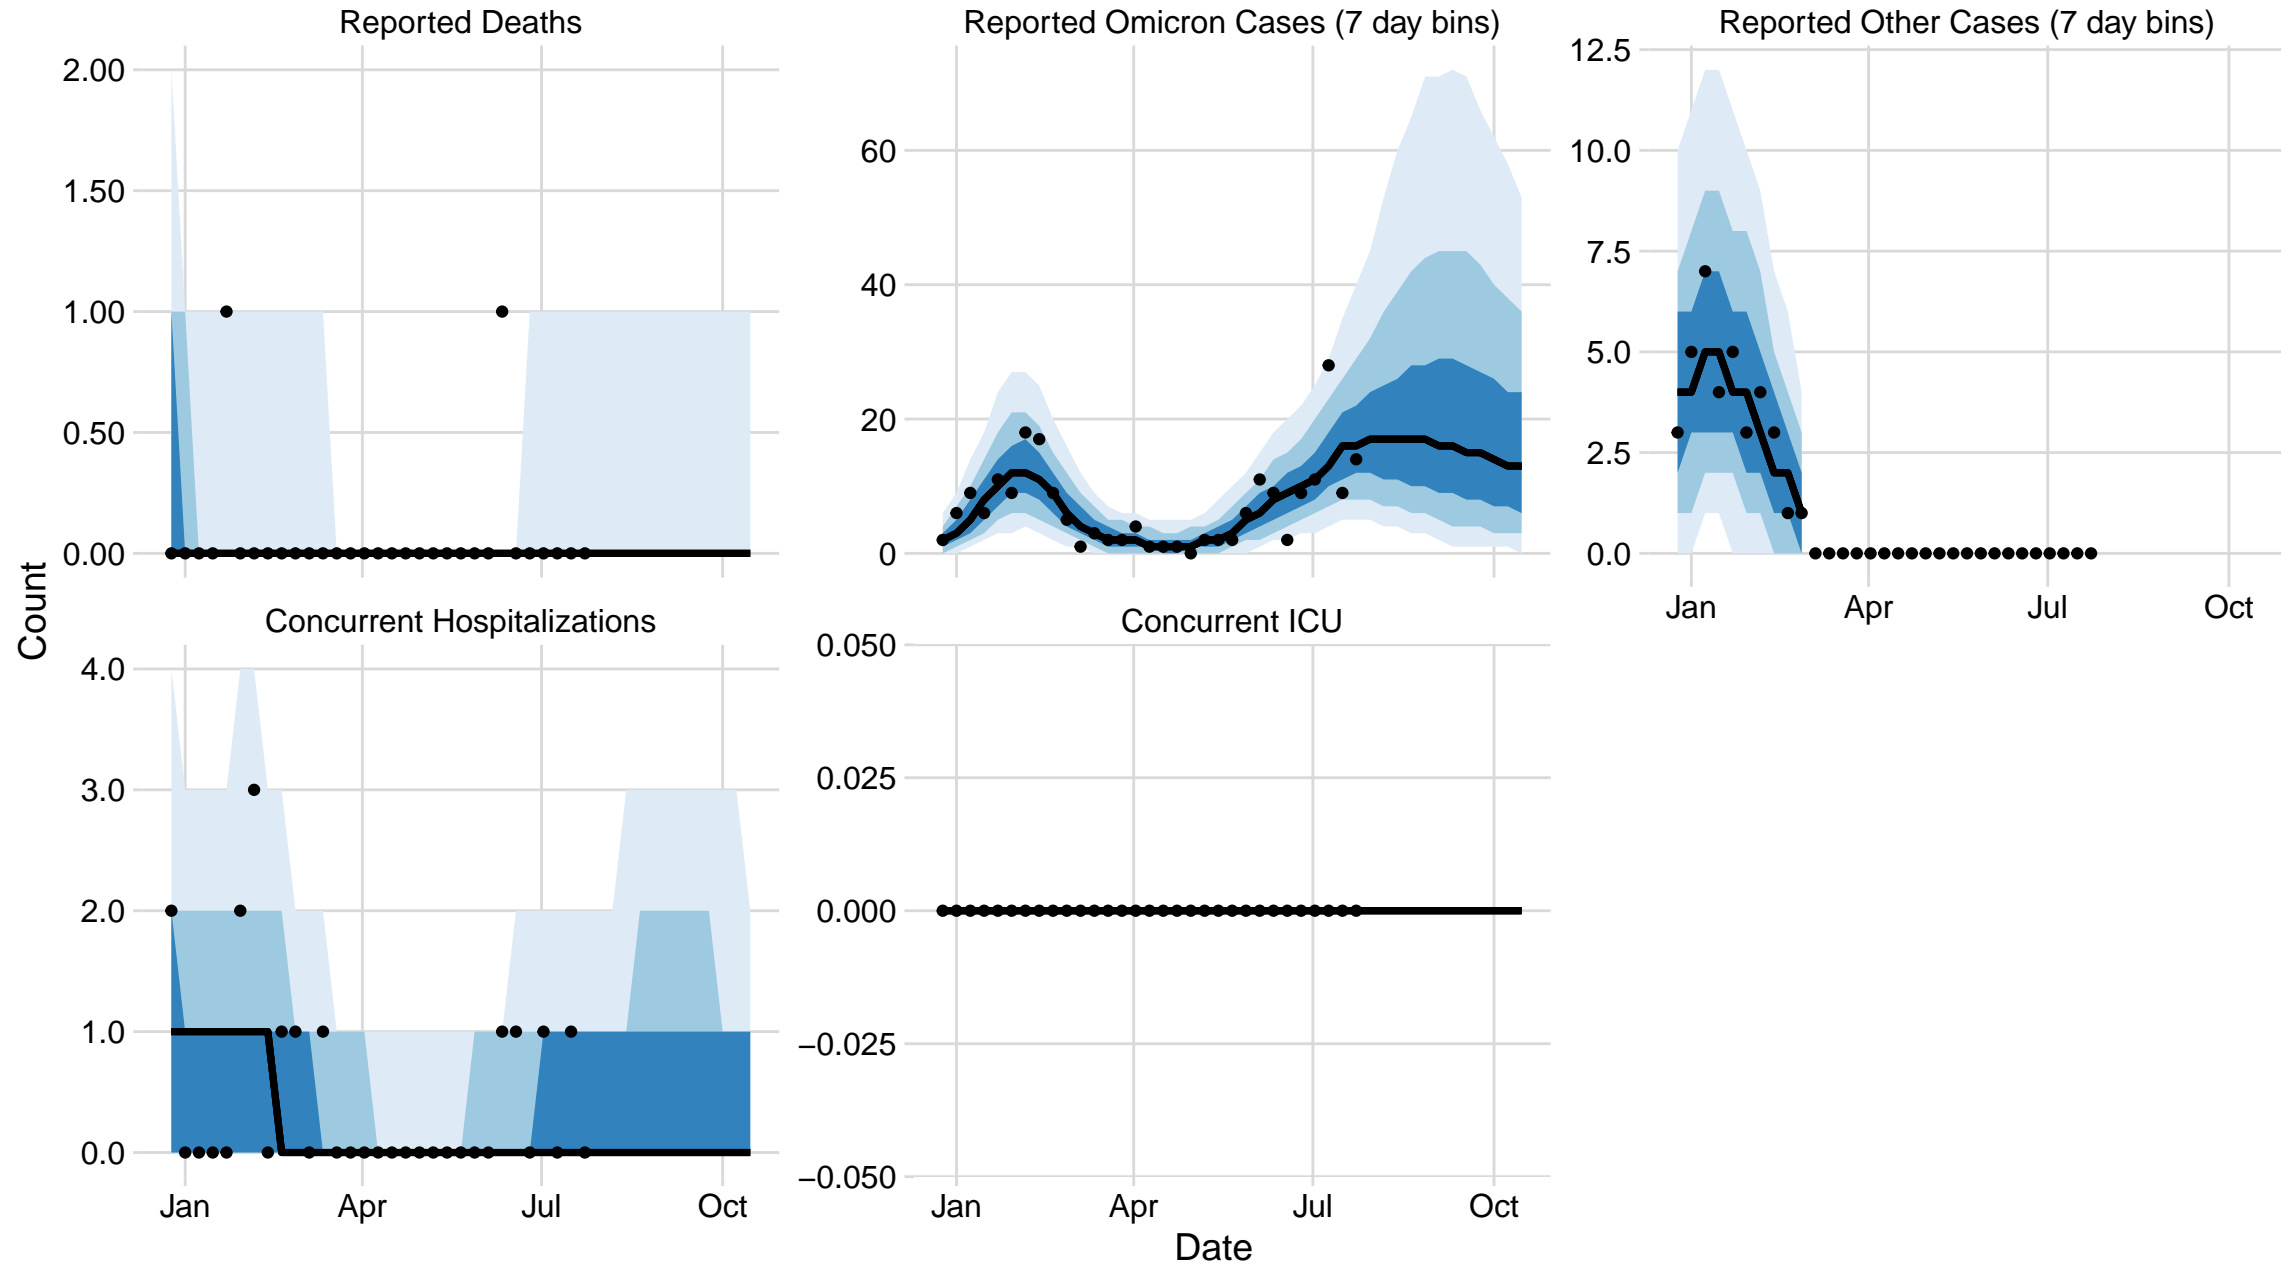 Reported Deaths
Reported Omicron Cases (7 day bins)
Reported Other Cases (7 day bins)
2.00
1.50
1.00
0.50
0.00
60
40
20
0
12.5
10.0
7.5
5.0
2.5
0.0
Jan Apr Jul Oct
Count
Concurrent Hospitalizations
Concurrent ICU
4.0
3.0
2.0
1.0
0.0
Jan Apr Jul Oct
0.050
0.025
0.000
−0.025
−0.050
Jan Apr Jul Oct
Date